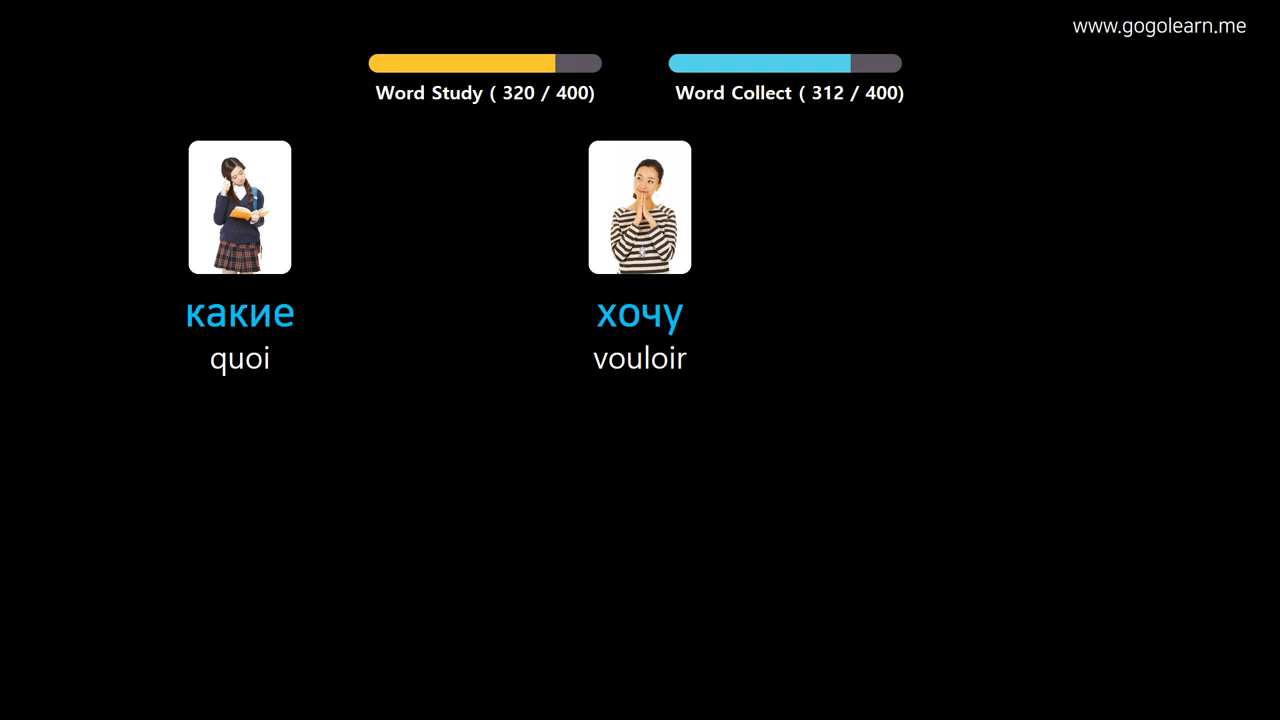 www.gogolearn.me
Word Study ( 320 / 400)
Word Collect ( 312 / 400)
какие
quoi
хочу
vouloir